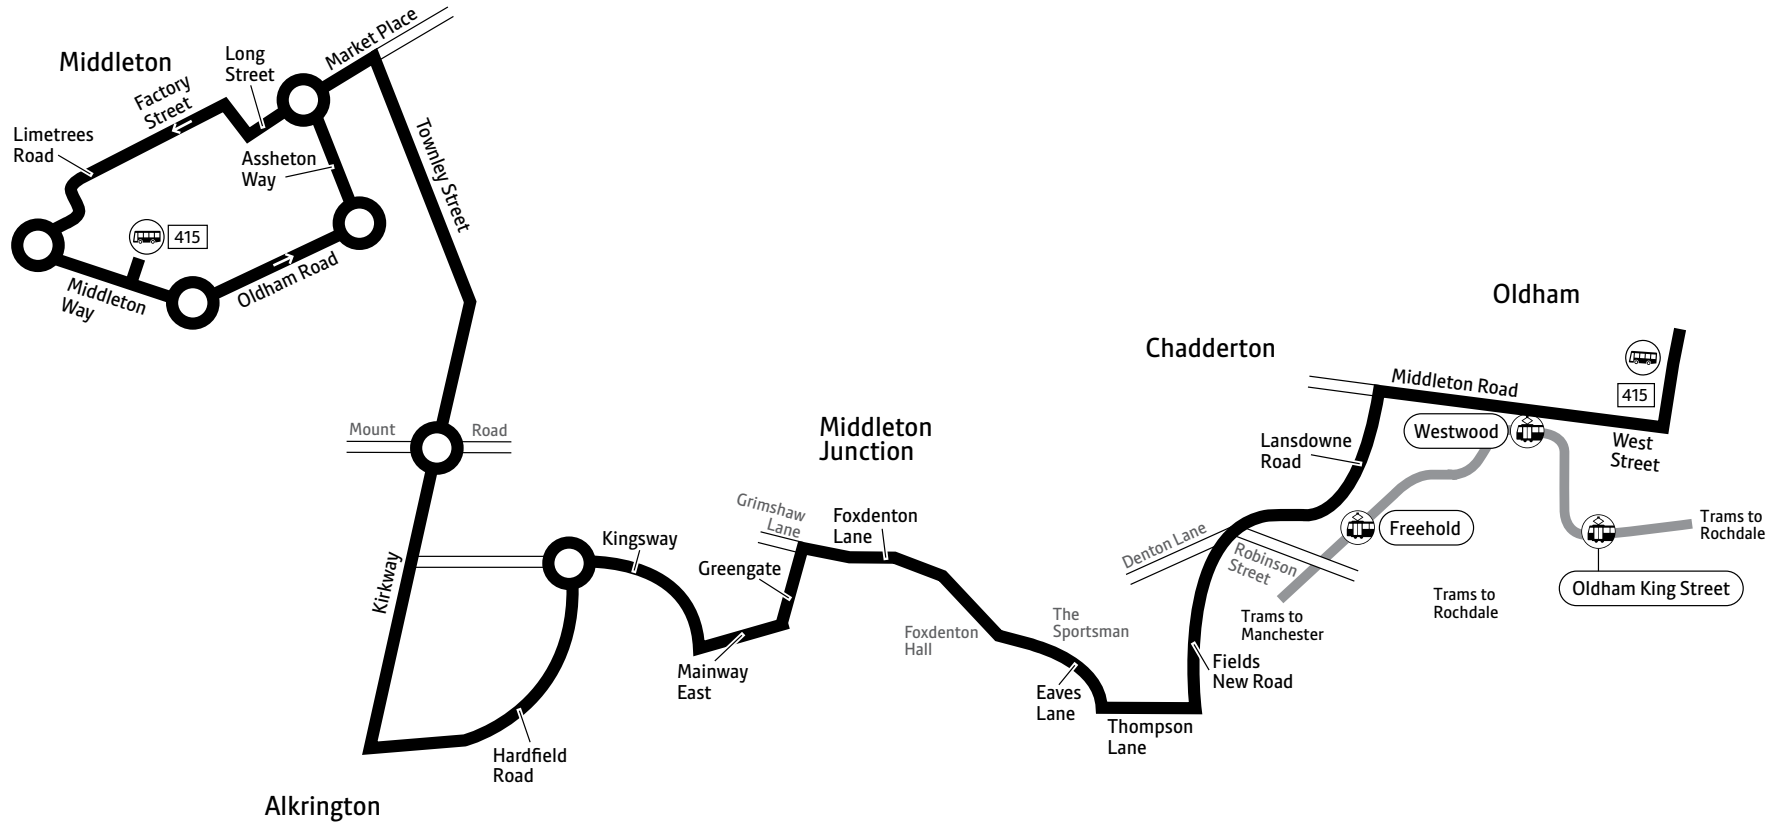 Middleton
Long
Street
Market Place
Factory
Street
Limetrees
Road
Assheton
Way
Townley Street
415
Oldham Road
Middleton
Way
Mount
Road
Kirkway
Kingsway
Greengate
Mainway
East
Hardfield
Road
Alkrington
Middleton
Junction
Grimshaw
Lane
Foxdenton
Lane
Foxdenton
Hall
The
Sportsman
Eaves
Lane
Thompson
Lane
Fields
New Road
Denton Lane
Robinson
Street
Trams to
Manchester
Chadderton
Lansdowne
Road
Oldham
Middleton Road
415
Westwood
West
Street
Freehold
Trams to
Rochdale
Oldham King Street
Trams to
Rochdale